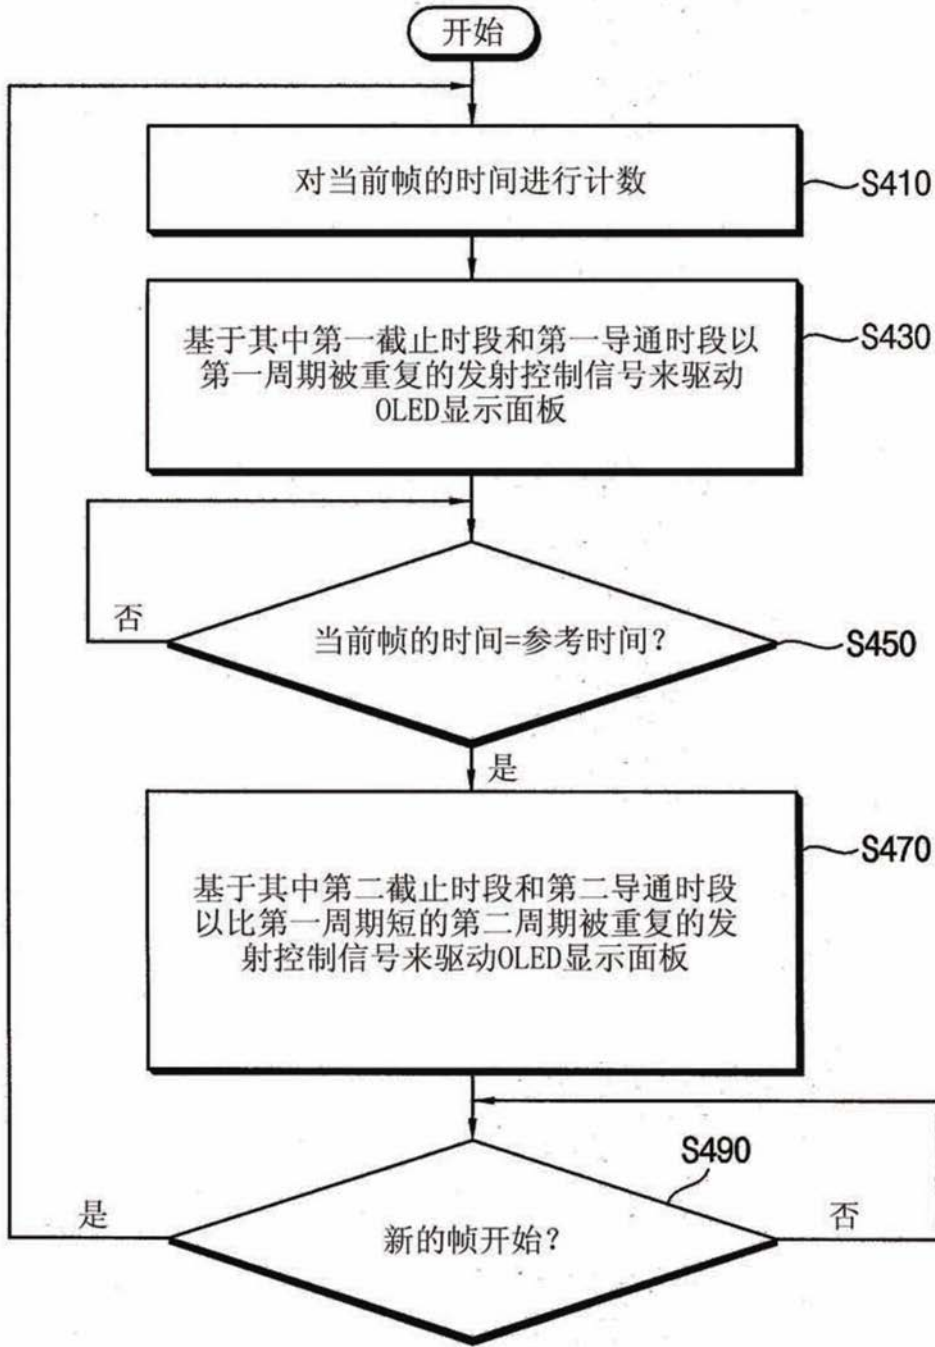 开始
对当前帧的时间进行计数
S410
基于其中第一截止时段和第一导通时段以
第一周期被重复的发射控制信号来驱动
OLED显示面板
S430
否
当前帧的时间=参考时间？
S450
是
基于其中第二截止时段和第二导通时段
以比第一周期短的第二周期被重复的发
射控制信号来驱动OLED显示面板
S470
S490
是
新的帧开始？
否